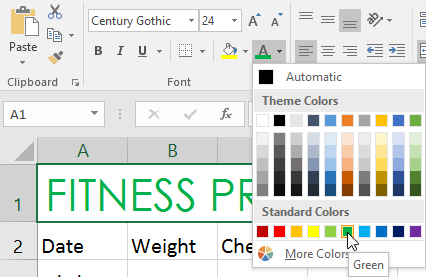 Paste
Century Gothic
24
A A
B I U
A
Clipboard
Font
Alignment
Automatic
Theme Colors
Standard Colors
More Colors
Green
A1
A B
1 FITNESS PR
2 Date Weight Che